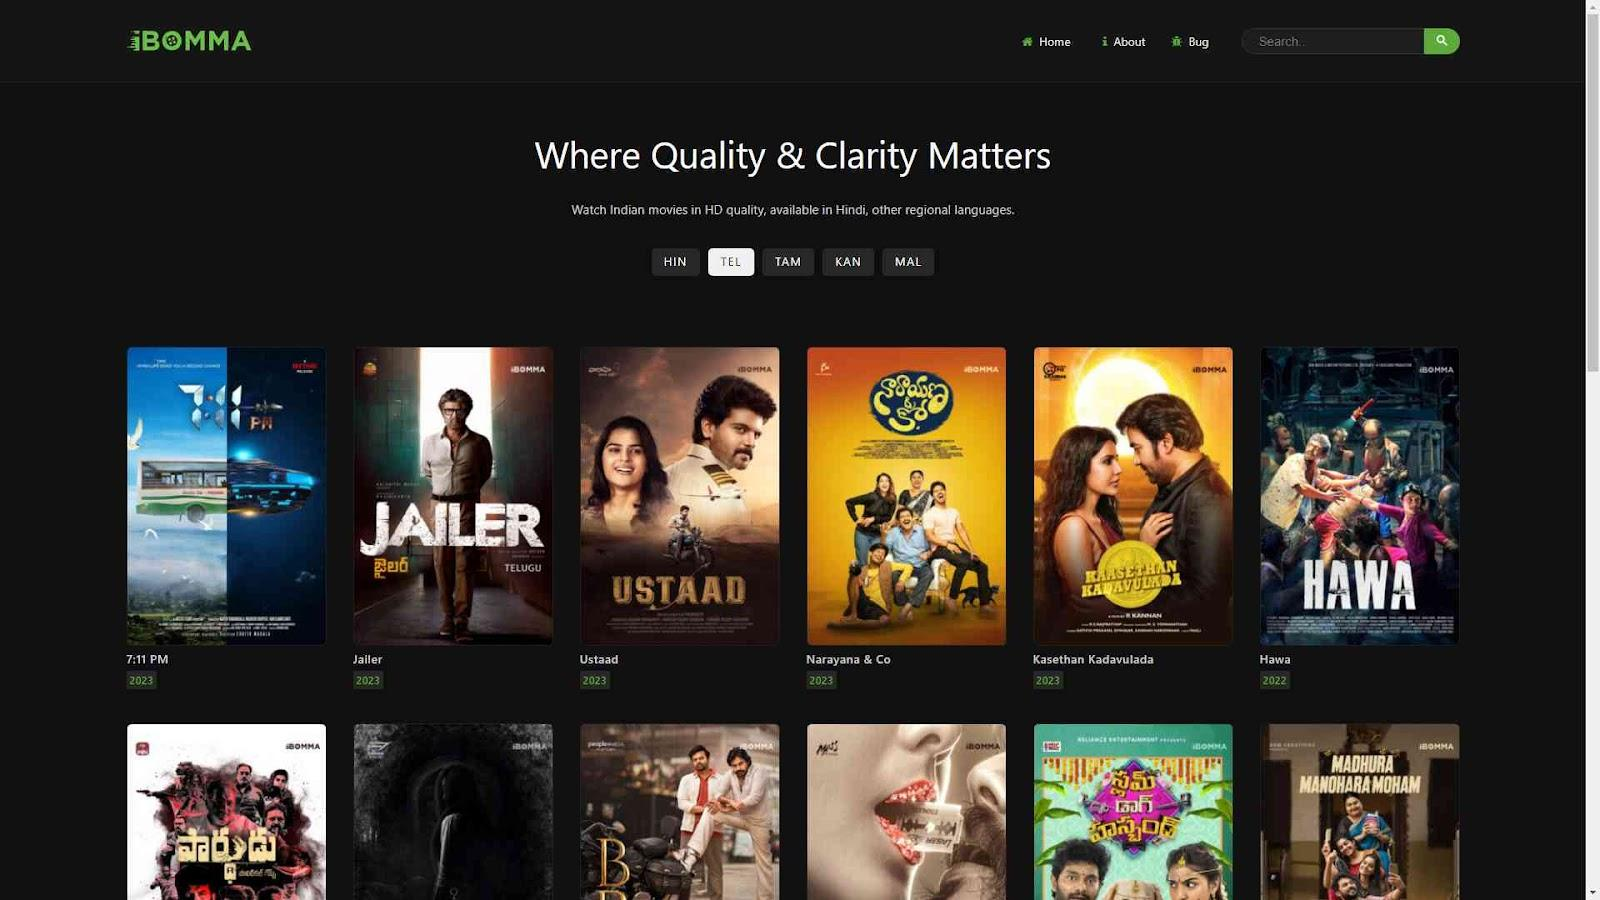 iBOMMA
Home
About
Bug
Search..
Where Quality & Clarity Matters
Watch Indian movies in HD quality, available in Hindi, other regional languages.
HIN
TEL
TAM
KAN
MAL
7:11
PM
iBOMMA
JAILER
జైలర్
TELUGU
iBOMMA
USTAAD
iBOMMA
నారాయణ
&
కో
iBOMMA
KAASETHAN
KADAVULADA
R KANNAN
iBOMMA
HAWA
7:11 PM
2023
Jailer
2023
Ustaad
2023
Narayana & Co
2023
Kasethan Kadavulada
2023
Hawa
2022
iBOMMA
పార్థుడు
iBOMMA
iBOMMA
B
iBOMMA
RELIANCE ENTERTAINMENT PRESENTS
iBOMMA
స్లమ్
డాగ్
హస్బెండ్
iBOMMA
MADHURA
MANOHARA MOHAM